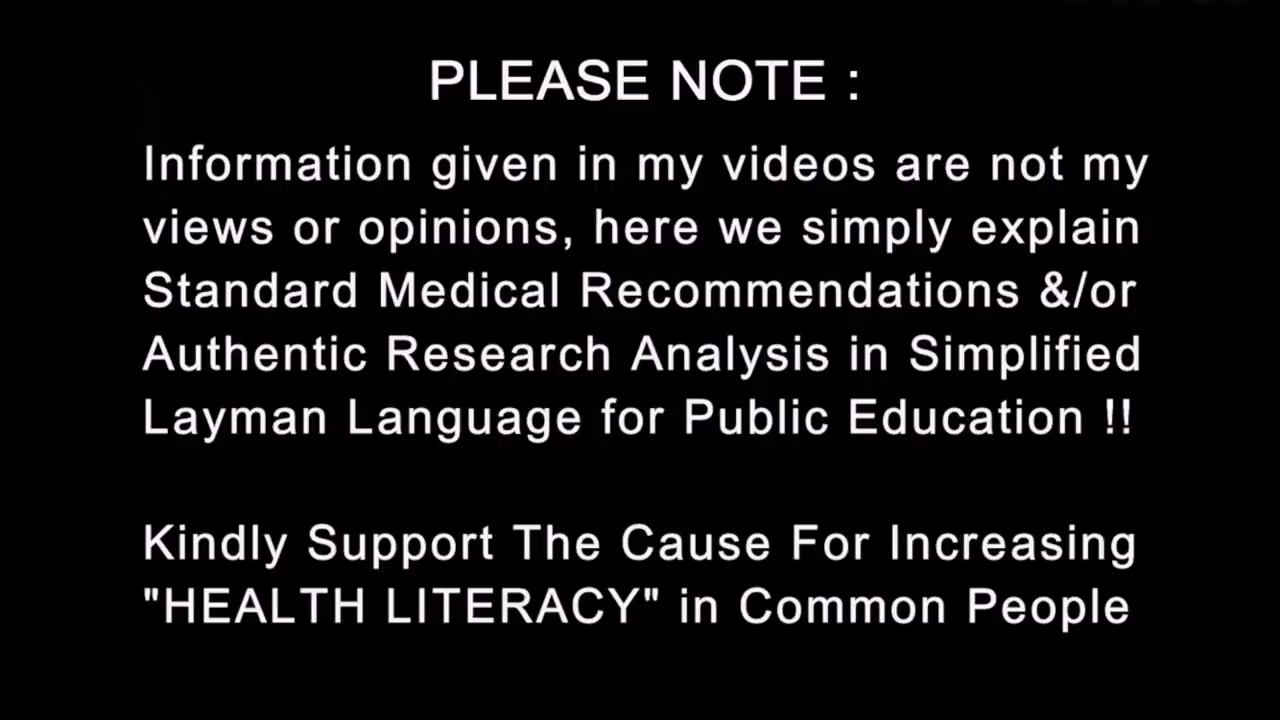 PLEASE NOTE :
Information given in my videos are not my
views or opinions, here we simply explain
Standard Medical Recommendations &/or
Authentic Research Analysis in Simplified
Layman Language for Public Education !!
Kindly Support The Cause For Increasing
"HEALTH LITERACY" in Common People